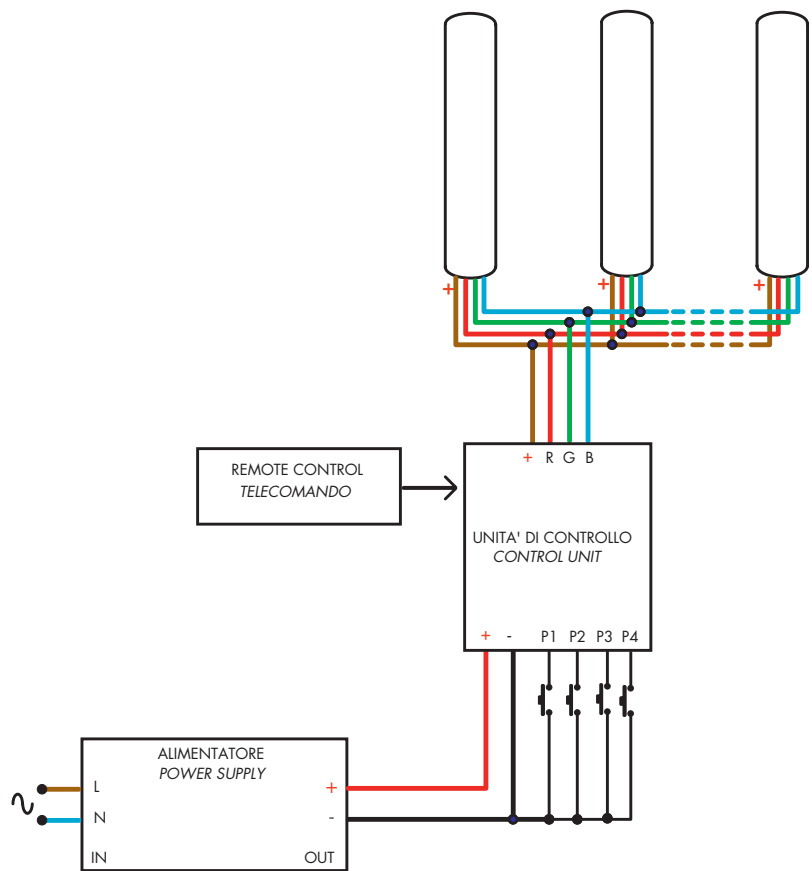 + + +
+ R G B
REMOTE CONTROL
TELECOMANDO
UNITA' DI CONTROLLO
CONTROL UNIT
+ - P1 P2 P3 P4
ALIMENTATORE
POWER SUPPLY
L +
N -
IN OUT